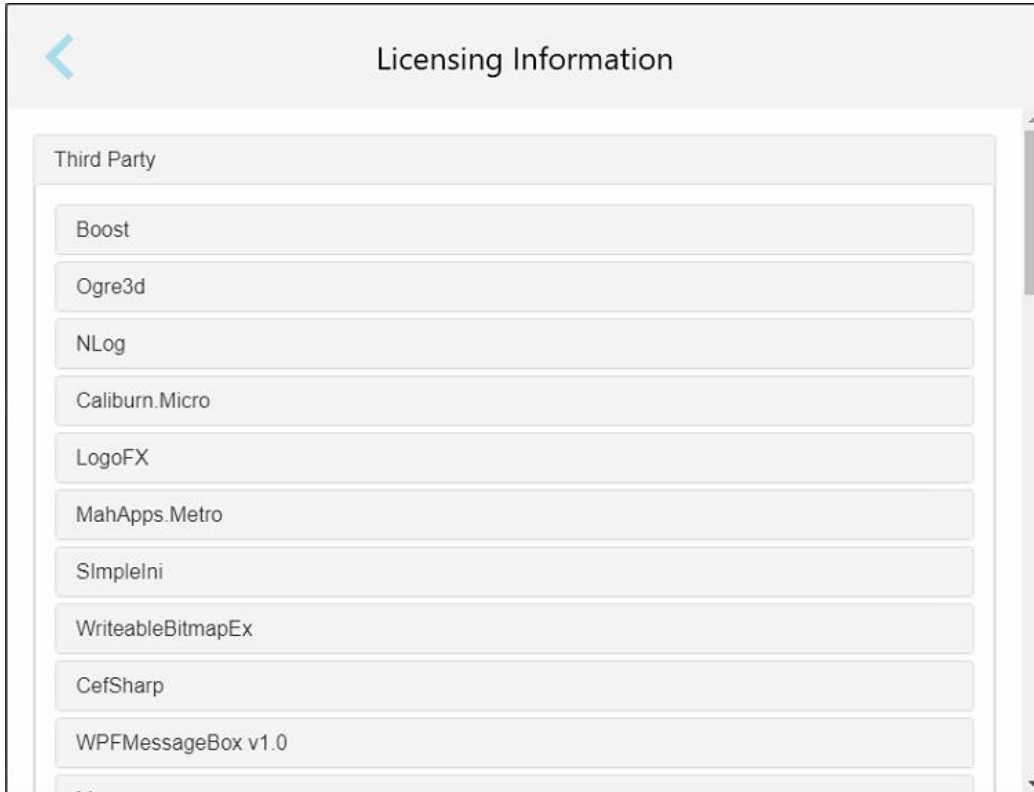 Licensing Information
Third Party
Boost
Ogre3d
NLog
Caliburn.Micro
LogoFX
MahApps.Metro
SImpleIni
WriteableBitmapEx
CefSharp
WPFMessageBox v1.0